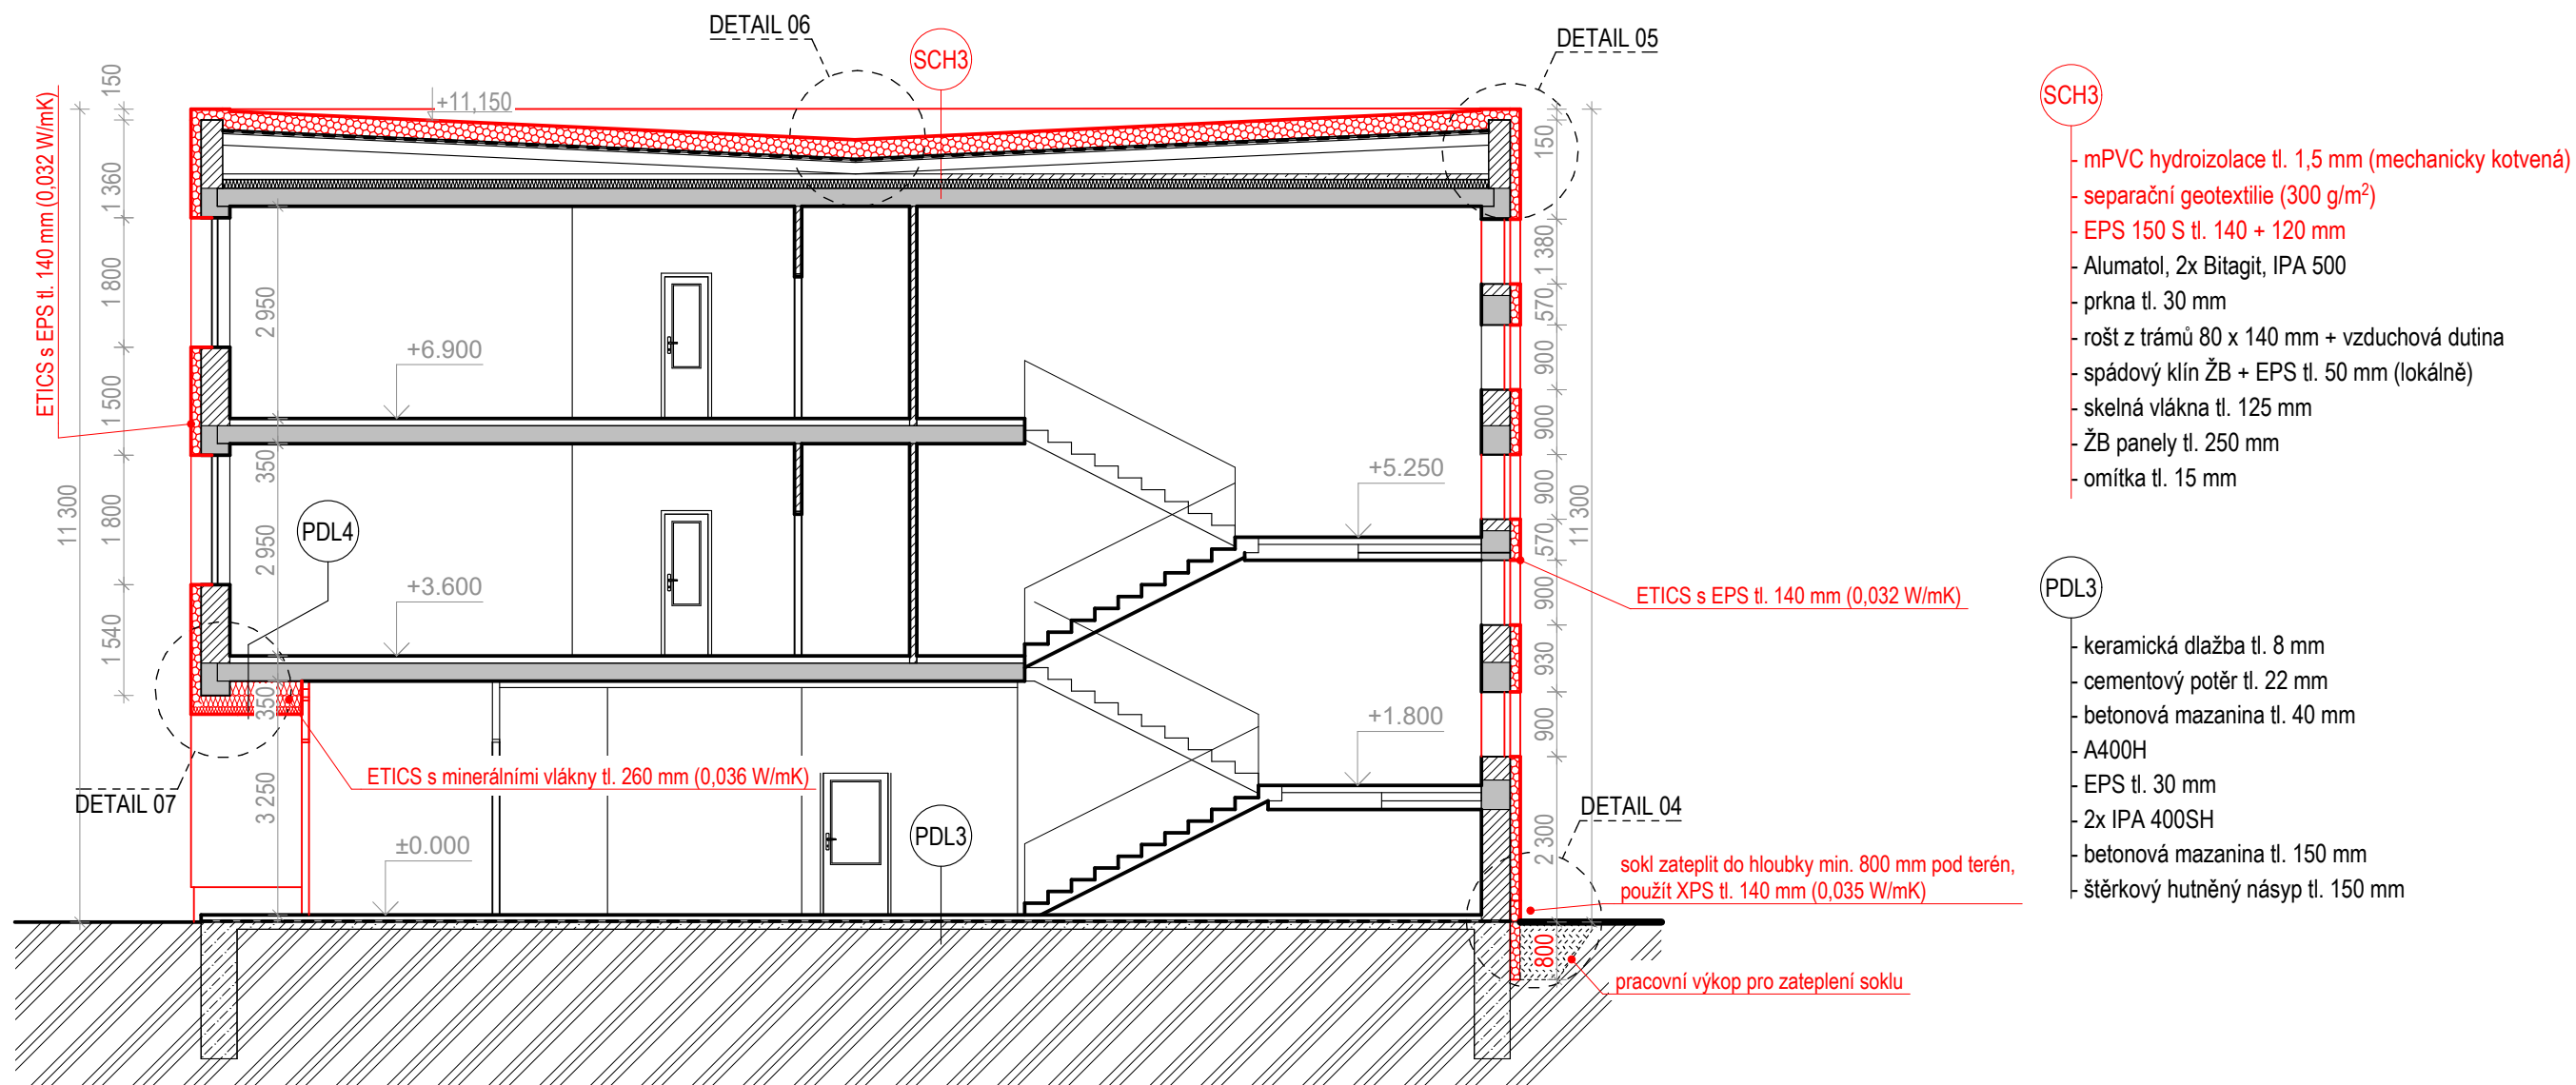 DETAIL 06
SCH3
DETAIL 05
+11,150
ETICS s EPS tl. 140 mm (0,032 W/mK)
11 300
150
1 360
1 800
1 500
1 800
1 540
2 950
350
2 950
350
3 250
+6.900
+3.600
±0.000
PDL4
DETAIL 07
ETICS s minerálními vlákny tl. 260 mm (0,036 W/mK)
PDL3
+5.250
+1.800
150
1 380
570
900
900
900
570
900
930
900
2 300
800
11 300
ETICS s EPS tl. 140 mm (0,032 W/mK)
DETAIL 04
sokl zateplit do hloubky min. 800 mm pod terén,
použít XPS tl. 140 mm (0,035 W/mK)
pracovní výkop pro zateplení soklu
SCH3
- mPVC hydroizolace tl. 1,5 mm (mechanicky kotvená)
- separační geotextilie (300 g/m²)
- EPS 150 S tl. 140 + 120 mm
- Alumatol, 2x Bitagit, IPA 500
- prkna tl. 30 mm
- rošt z trámů 80 x 140 mm + vzduchová dutina
- spádový klín ŽB + EPS tl. 50 mm (lokálně)
- skelná vlákna tl. 125 mm
- ŽB panely tl. 250 mm
- omítka tl. 15 mm
PDL3
- keramická dlažba tl. 8 mm
- cementový potěr tl. 22 mm
- betonová mazanina tl. 40 mm
- A400H
- EPS tl. 30 mm
- 2x IPA 400SH
- betonová mazanina tl. 150 mm
- štěrkový hutněný násyp tl. 150 mm